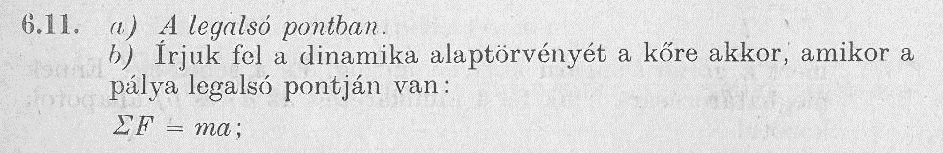 6.11. a) A legalsó pontban.
b) Írjuk fel a dinamika alaptörvényét a kőre akkor, amikor a
pálya legalsó pontján van:
ΣF = ma;